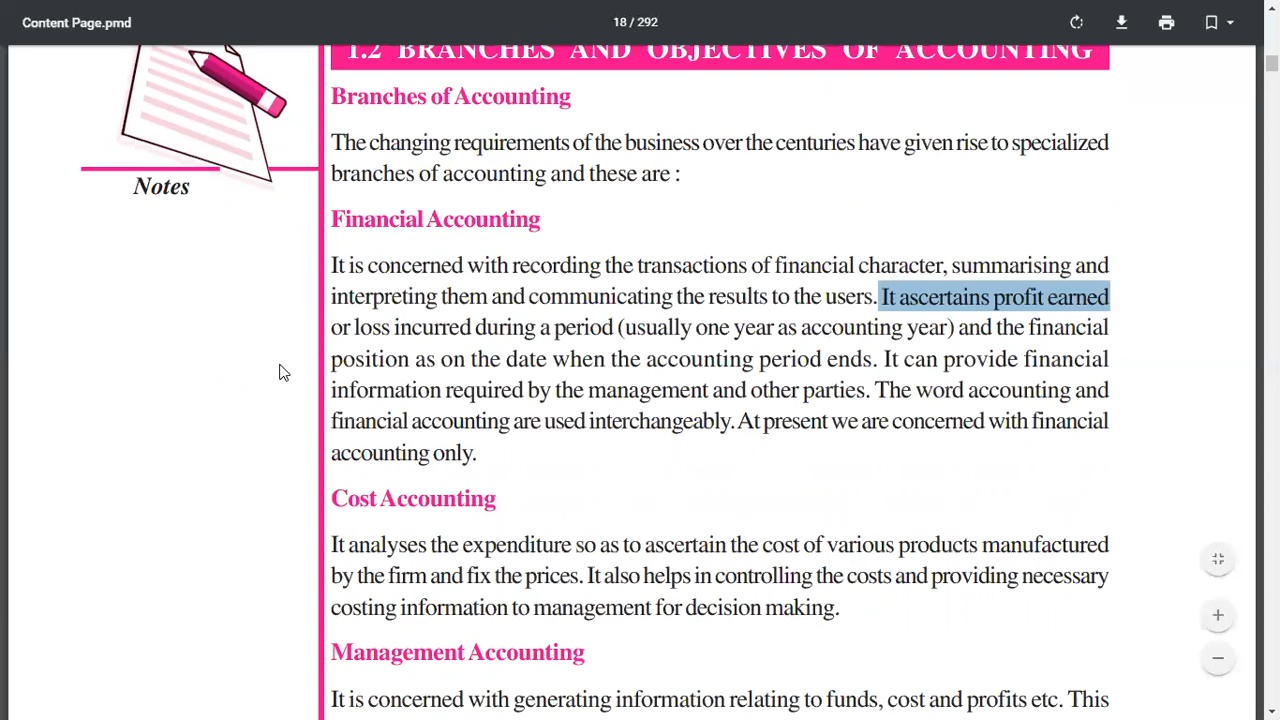 Content Page.pmd
18 / 292
1.2 BRANCHES AND OBJECTIVES OF ACCOUNTING
Branches of Accounting
The changing requirements of the business over the centuries have given rise to specialized
branches of accounting and these are :
Notes
Financial Accounting
It is concerned with recording the transactions of financial character, summarising and
interpreting them and communicating the results to the users. It ascertains profit earned
or loss incurred during a period (usually one year as accounting year) and the financial
position as on the date when the accounting period ends. It can provide financial
information required by the management and other parties. The word accounting and
financial accounting are used interchangeably. At present we are concerned with financial
accounting only.
Cost Accounting
It analyses the expenditure so as to ascertain the cost of various products manufactured
by the firm and fix the prices. It also helps in controlling the costs and providing necessary
costing information to management for decision making.
Management Accounting
It is concerned with generating information relating to funds, cost and profits etc. This